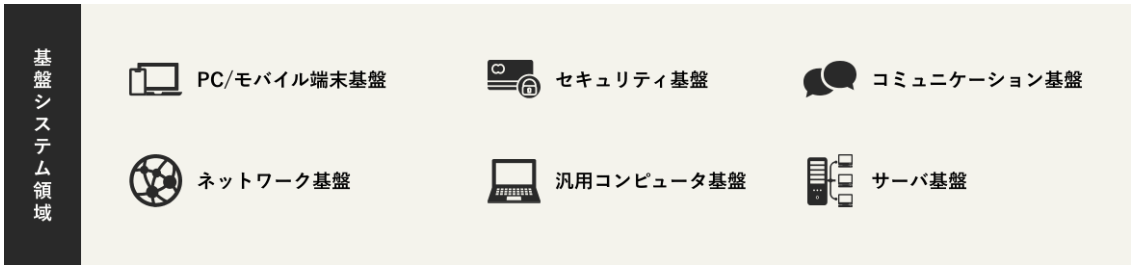 基盤システム領域
PC/モバイル端末基盤
セキュリティ基盤
コミュニケーション基盤
ネットワーク基盤
汎用コンピュータ基盤
サーバ基盤